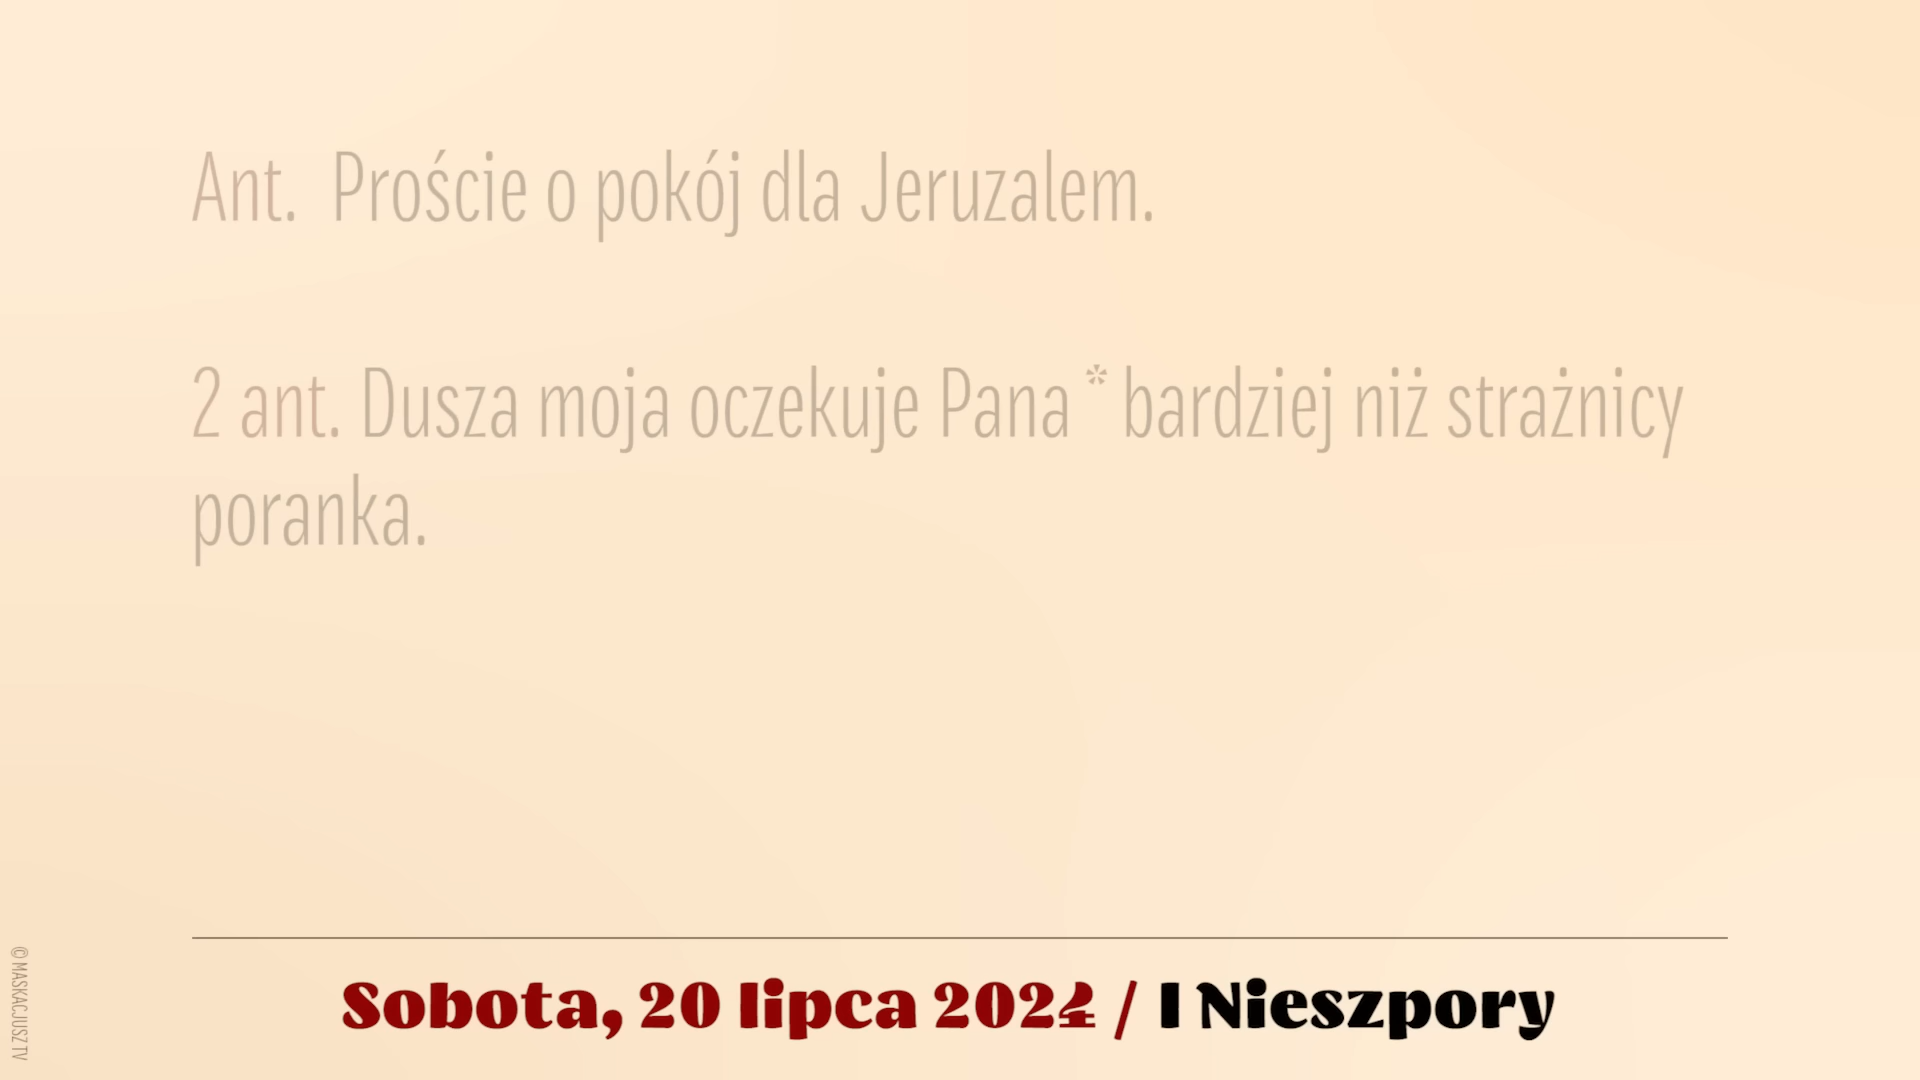 Ant. Proście o pokój dla Jeruzalem.
2 ant. Dusza moja oczekuje Pana * bardziej niż strażnicy
poranka.
Sobota, 20 lipca 2024 / I Nieszpory
© MASKACJUSZ TV